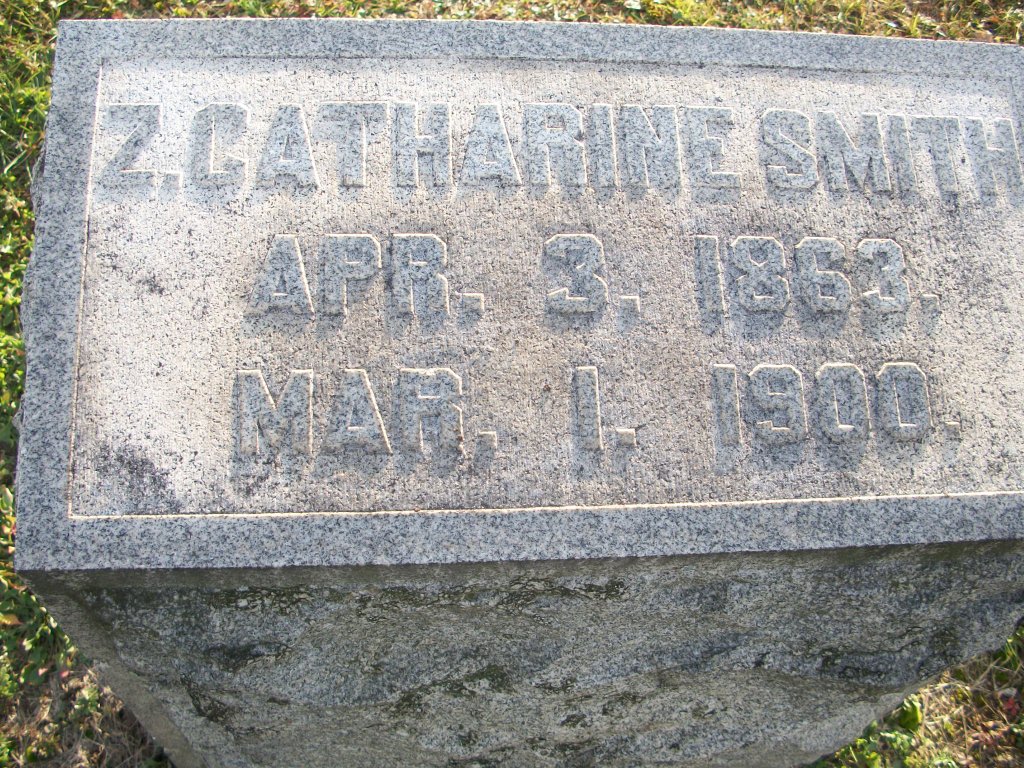 Z. CATHARINE SMITH
APR. 3. 1863.
MAR. 1. 1900.